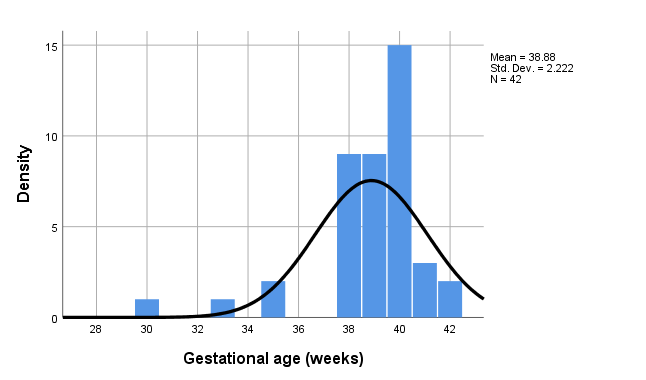 Mean = 38.88
Std. Dev. = 2.222
N = 42
Density
15
10
5
0
28 30 32 34 36 38 40 42
Gestational age (weeks)